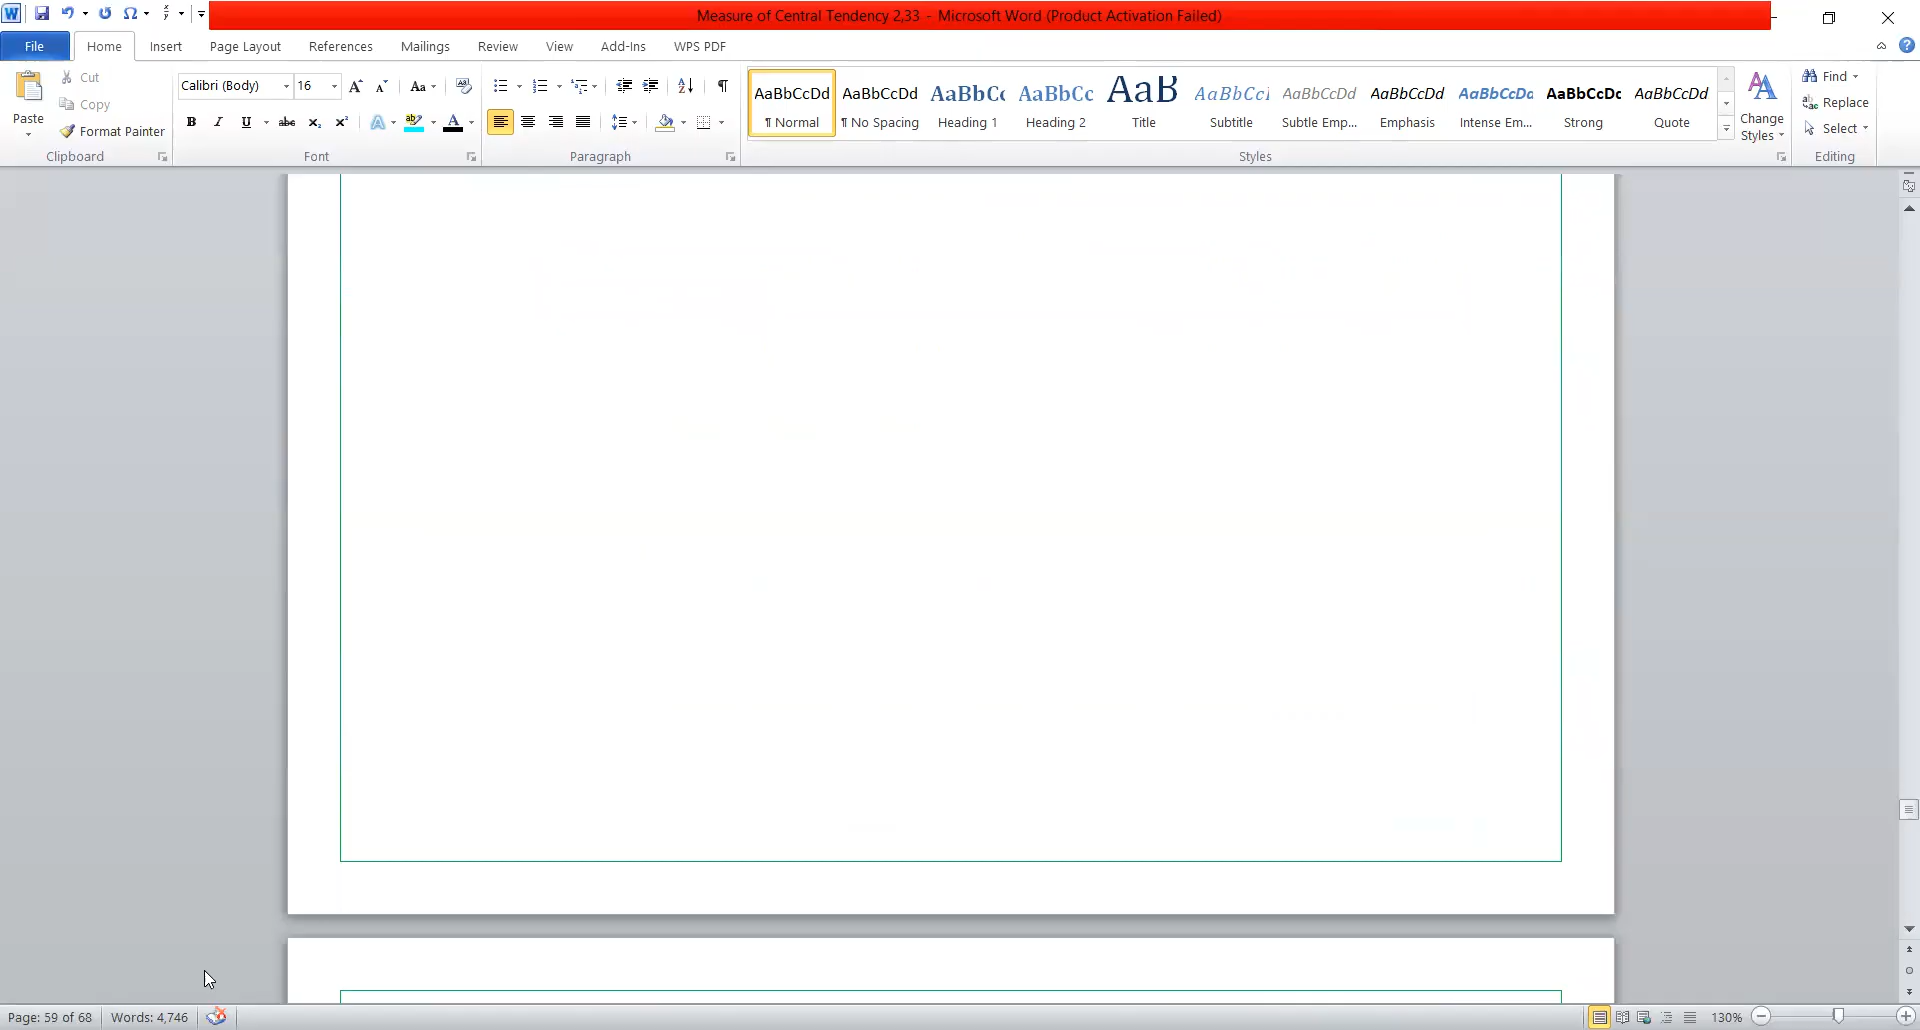 Measure of Central Tendency 2,33 - Microsoft Word (Product Activation Failed)
File Home Insert Page Layout References Mailings Review View Add-Ins WPS PDF
Paste
Cut
Copy
Format Painter
Clipboard
Calibri (Body) 16
Font
Paragraph
AaBbCcDd AaBbCcDd AaBbCc AaBbCc AaB AaBbCcI AaBbCcDd AaBbCcDd AaBbCcDd AaBbCcDc AaBbCcDd
¶ Normal ¶ No Spacing Heading 1 Heading 2 Title Subtitle Subtle Emp... Emphasis Intense Em... Strong Quote
Styles
Change
Styles
Find
Replace
Select
Editing
Page: 59 of 68 Words: 4,746 130%